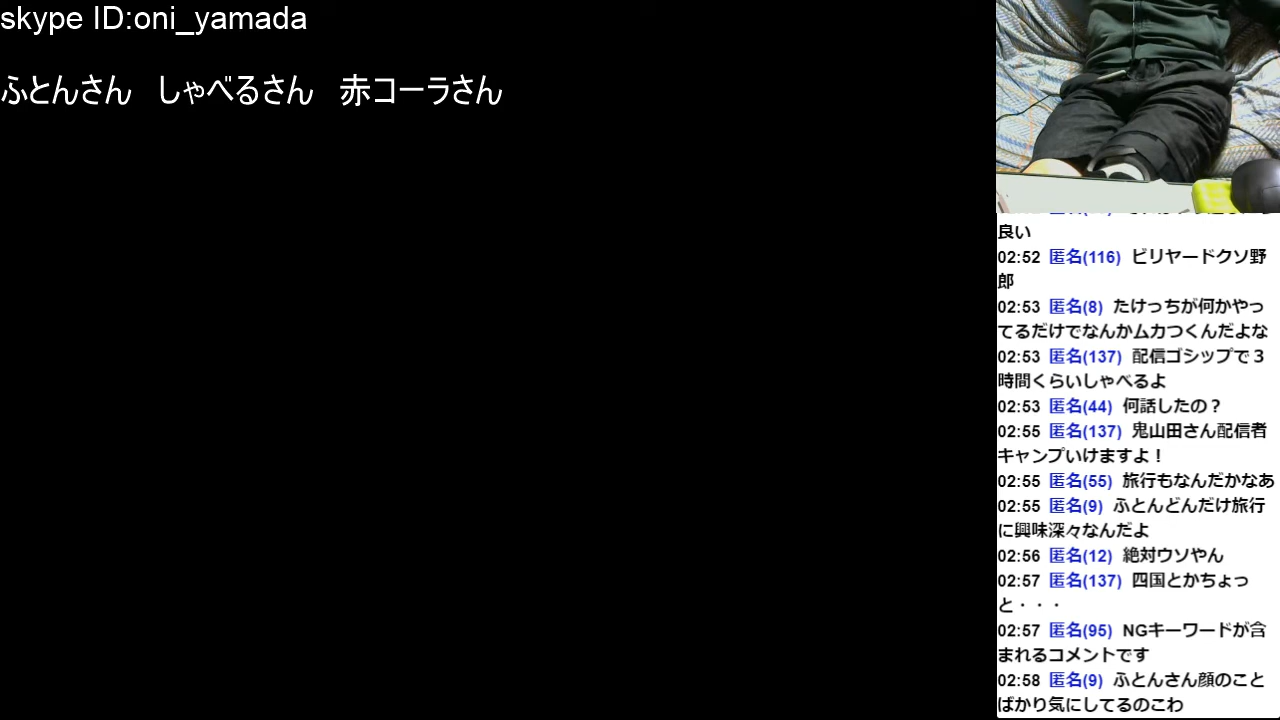 skype ID:oni_yamada
ふとんさん　しゃべるさん　赤コーラさん
良い
02:52 匿名(116) ビリヤードクソ野
郎
02:53 匿名(8) たけっちが何かやっ
てるだけでなんかムカつくんだよな
02:53 匿名(137) 配信ゴシップで３
時間くらいしゃべるよ
02:53 匿名(44) 何話したの？
02:55 匿名(137) 鬼山田さん配信者
キャンプいけますよ！
02:55 匿名(55) 旅行もなんだかなあ
02:55 匿名(9) ふとんどんだけ旅行
に興味深々なんだよ
02:56 匿名(12) 絶対ウソやん
02:57 匿名(137) 四国とかちょっ
と・・・
02:57 匿名(95) NGキーワードが含
まれるコメントです
02:58 匿名(9) ふとんさん顔のこと
ばかり気にしてるのこわ